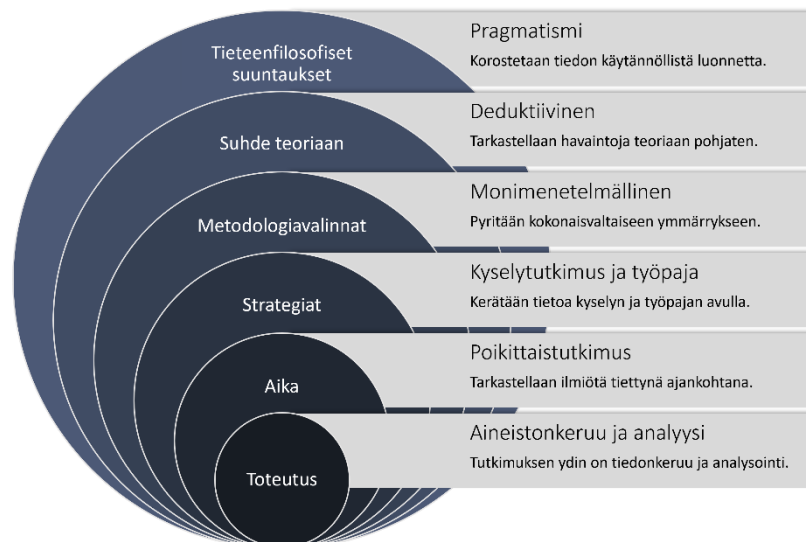 Tieteenfilosofiset
suuntaukset
Pragmatismi
Korostetaan tiedon käytännöllistä luonnetta.
Suhde teoriaan
Deduktiivinen
Tarkastellaan havaintoja teoriaan pohjaten.
Metodologiavalinnat
Monimenetelmällinen
Pyritään kokonaisvaltaiseen ymmärrykseen.
Strategiat
Kyselytutkimus ja työpaja
Kerätään tietoa kyselyn ja työpajan avulla.
Aika
Poikittaistutkimus
Tarkastellaan ilmiötä tiettynä ajankohtana.
Toteutus
Aineistonkeruu ja analyysi
Tutkimuksen ydin on tiedonkeruu ja analysointi.